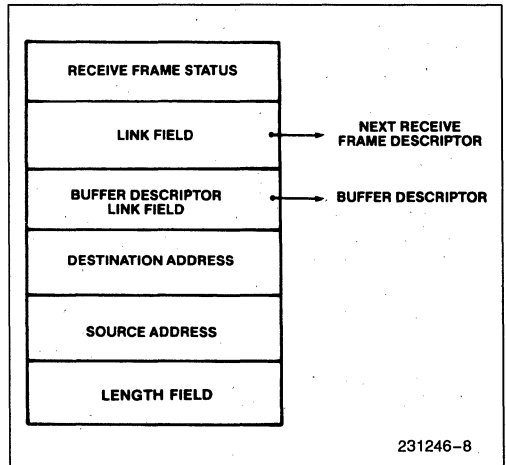 RECEIVE FRAME STATUS
LINK FIELD
NEXT RECEIVE
FRAME DESCRIPTOR
BUFFER DESCRIPTOR
LINK FIELD
BUFFER DESCRIPTOR
DESTINATION ADDRESS
SOURCE ADDRESS
LENGTH FIELD
231246–8